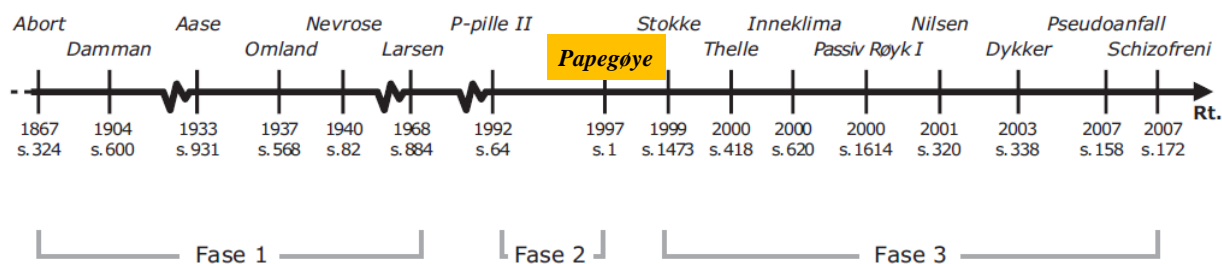 Abort Aase Nevrose P-pille II Stokke Inneklima Nilsen Pseudoanfall
Damman Omland Larsen Papegøye Thelle Passiv Røyk I Dykker Schizofreni
Rt.
1867 1904 1933 1937 1940 1968 1992 1997 1999 2000 2000 2000 2001 2003 2007 2007
s.324 s.600 s.931 s.568 s.82 s.884 s.64 s.1 s.1473 s.418 s.620 s.1614 s.320 s.338 s.158 s.172
Fase 1 Fase 2 Fase 3